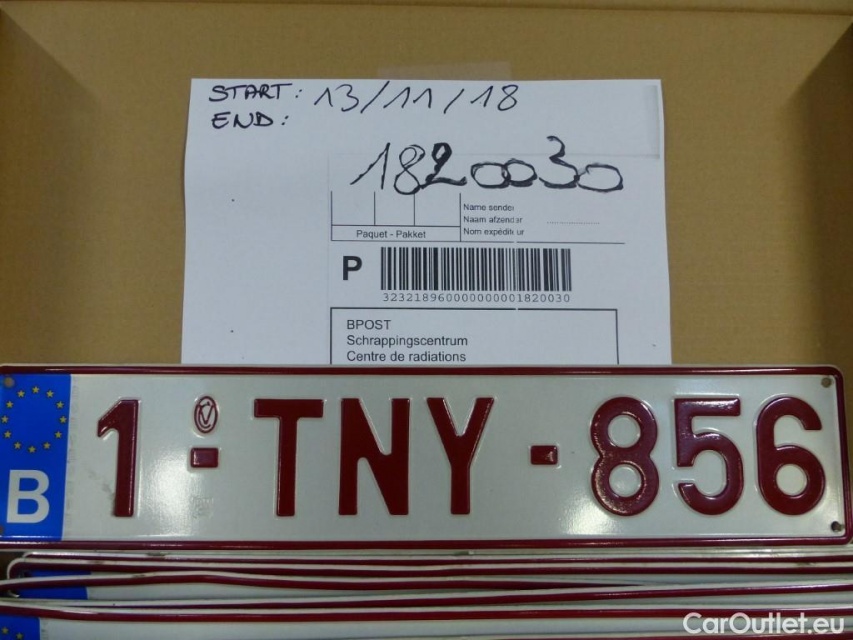 START: 13/11/18
END:
1820030
Name sender
Naam afzender
Paquet - Pakket
Nom expéditeur
P
323218960000000001820030
BPOST
Schrappingscentrum
Centre de radiations
B
1-TNY-856
CarOutlet.eu